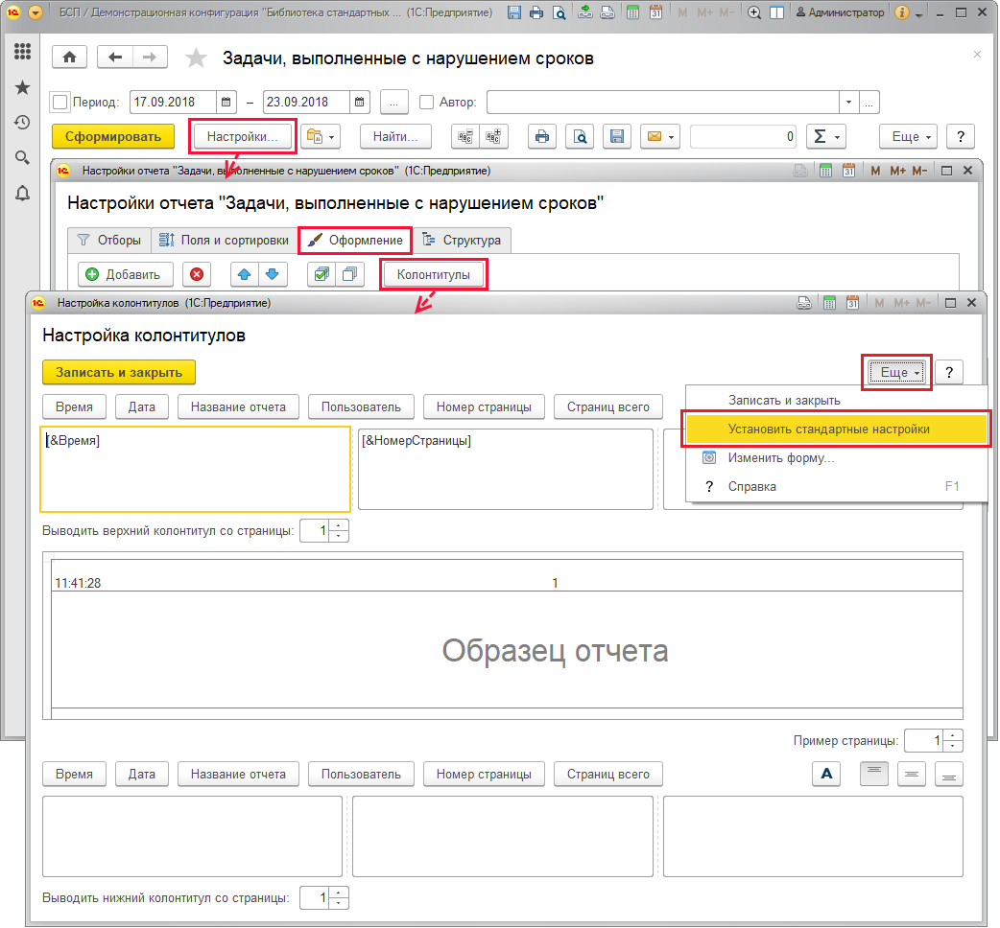 БСП / Демонстрационная конфигурация "Библиотека стандартных ... (1С:Предприятие) 31 M M+ M- Администратор
Задачи, выполненные с нарушением сроков
Период: 17.09.2018 – 23.09.2018 ... Автор: ...
Сформировать Настройки... Найти... 0 Σ Еще ?
Настройки отчета "Задачи, выполненные с нарушением сроков" (1С:Предприятие) 31 M M+ M-
Настройки отчета "Задачи, выполненные с нарушением сроков"
Отборы Поля и сортировки Оформление Структура
Добавить Колонтитулы
Настройка колонтитулов (1С:Предприятие) 31 M M+ M-
Настройка колонтитулов
Записать и закрыть Еще ?
Записать и закрыть
Время Дата Название отчета Пользователь Номер страницы Страниц всего
Установить стандартные настройки
[&Время] [&НомерСтраницы]
Изменить форму...
? Справка F1
Выводить верхний колонтитул со страницы: 1
11:41:28 1
Образец отчета
Пример страницы: 1
Время Дата Название отчета Пользователь Номер страницы Страниц всего A
Выводить нижний колонтитул со страницы: 1